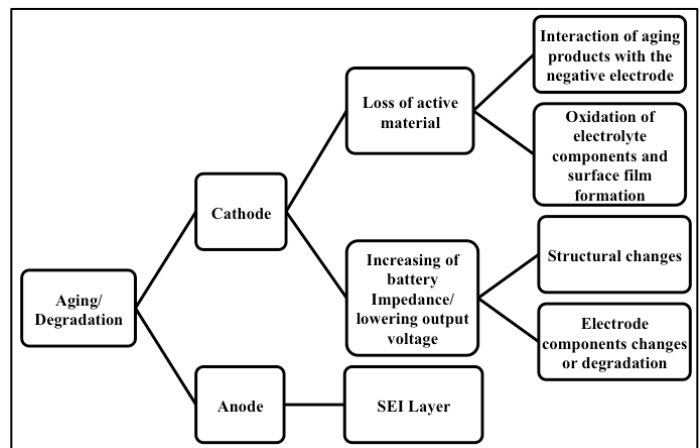 Interaction of aging
products with the
negative electrode
Loss of active
material
Oxidation of
electrolyte
components and
surface film
formation
Cathode
Increasing of
battery
Impedance/
lowering output
voltage
Structural changes
Aging/
Degradation
Electrode
components changes
or degradation
Anode
SEI Layer